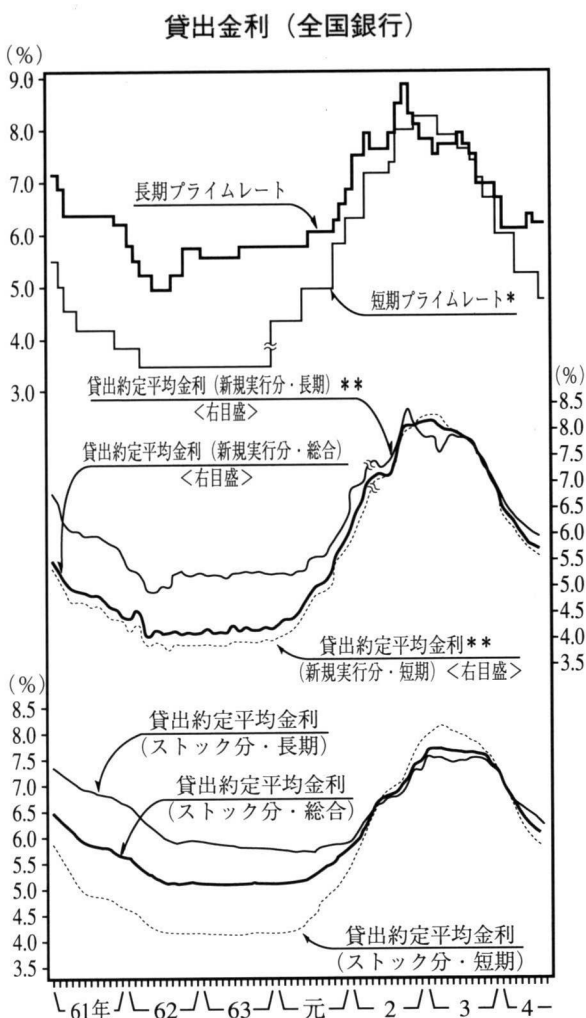 貸出金利（全国銀行）
(%)
9.0
8.0
7.0
6.0
5.0
4.0
3.0
長期プライムレート
短期プライムレート*
(%)
8.5
8.0
7.5
7.0
6.5
6.0
5.5
5.0
4.5
4.0
3.5
貸出約定平均金利（新規実行分・長期）**
＜右目盛＞
貸出約定平均金利（新規実行分・総合）
＜右目盛＞
貸出約定平均金利**
（新規実行分・短期）＜右目盛＞
(%)
8.5
8.0
7.5
7.0
6.5
6.0
5.5
5.0
4.5
4.0
3.5
貸出約定平均金利
（ストック分・長期）
貸出約定平均金利
（ストック分・総合）
貸出約定平均金利
（ストック分・短期）
61年 62 63 元 2 3 4